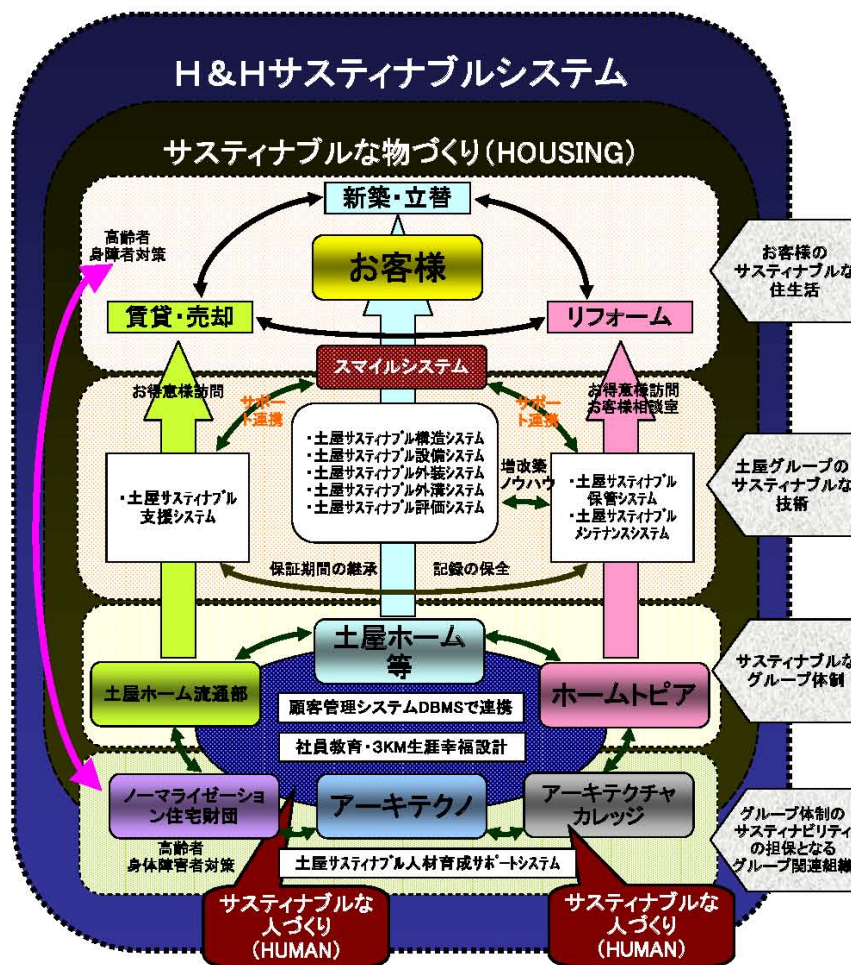 H&Hサスティナブルシステム
サスティナブルな物づくり(HOUSING)
新築・立替
高齢者
身障者対策
お客様
お客様の
サスティナブルな
住生活
賃貸・売却
リフォーム
スマイルシステム
お得意様訪問
サポー
ト連携
サポー
ト連携
お得意様訪問
お客様相談室
・土屋サスティナブル構造システム
・土屋サスティナブル設備システム
・土屋サスティナブル外装システム
・土屋サスティナブル外溝システム
・土屋サスティナブル評価システム
増改築
ノウハウ
・土屋サスティナブル
支援システム
・土屋サスティナブル
保管システム
・土屋サスティナブル
メンテナンスシステム
土屋グループの
サスティナブルな
技術
保証期間の継承
記録の保全
土屋ホーム
等
土屋ホーム流通部
ホームトピア
サスティナブルな
グループ体制
顧客管理システムDBMSで連携
社員教育・3KM生涯幸福設計
ノーマライゼーショ
ン住宅財団
アーキテクノ
アーキテクチャ
カレッジ
グループ体制の
サスティナビリティ
の担保となる
グループ関連組織
高齢者
身体障害者対策
土屋サスティナブル人材育成サポートシステム
サスティナブルな
人づくり
(HUMAN)
サスティナブルな
人づくり
(HUMAN)